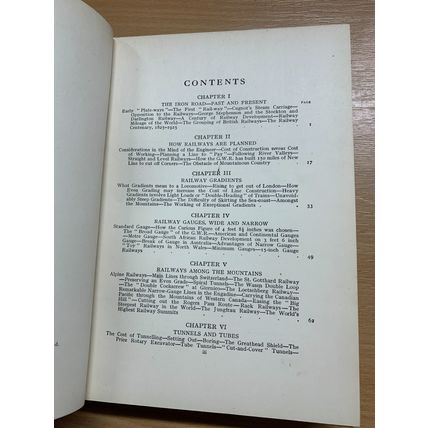 CONTENTS
CHAPTER I
THE IRON ROAD—PAST AND PRESENT
PAGE
Early "Plate-ways"—The First "Railway"—Cugnot's Steam Carriage—
Opposition to the Railways—George Stephenson and the Stockton and
Darlington Railway—A Century of Railway Development—Railway
Mileage of the World—The Grouping of British Railways—The Railway
Centenary, 1825-1925 1
CHAPTER II
HOW RAILWAYS ARE PLANNED
Considerations in the Mind of the Engineer—Cost of Construction versus Cost
of Working—Planning a Line to "Pay"—Following River Valleys—
Straight and Level Railways—How the G.W.R. has built 130 miles of New
Line to cut off Corners—The Obstacle of Mountainous Country 17
CHAPTER III
RAILWAY GRADIENTS
What Gradients mean to a Locomotive—Rising to get out of London—How
Even Grading may increase the Cost of Line Construction—Heavy
Gradients involve Light Loads or "Double-Heading" of Trains—Unavoid-
ably Steep Gradients—The Difficulty of Skirting the Sea-coast—Amongst
the Mountains—The Working of Exceptional Gradients 33
CHAPTER IV
RAILWAY GAUGES, WIDE AND NARROW
Standard Gauge—How the Curious Figure of 4 feet 8½ inches was chosen—
The "Broad Gauge" of the G.W.R.—American and Continental Gauges
—Metre Gauge—South African Railway Development on 3 feet 6 inch
Gauge—Break of Gauge in Australia—Advantages of Narrow Gauge—
"Toy" Railways in North Wales—Minimum Gauges—15-inch Gauge
Railways 49
CHAPTER V
RAILWAYS AMONG THE MOUNTAINS
Alpine Railways—Main Lines through Switzerland—The St. Gotthard Railway
—Preserving an Even Grade—Spiral Tunnels—The Wasen Double Loop
—The "Double Corkscrew" at Giornico—The Loetschberg Railway—
Remarkable Narrow-Gauge Lines in the Engadine—Carrying the Canadian
Pacific through the Mountains of Western Canada—Easing the "Big
Hill"—Cutting out the Rogers Pass Route—Rack Railways—The
Steepest Railway in the World—The Jungfrau Railway—The World's
Highest Railway Summits 62
CHAPTER VI
TUNNELS AND TUBES
The Cost of Tunnelling—Setting Out—Boring—The Greathead Shield—The
Price Rotary Excavator—Tube Tunnels—"Cut-and-Cover" Tunnels—
iii